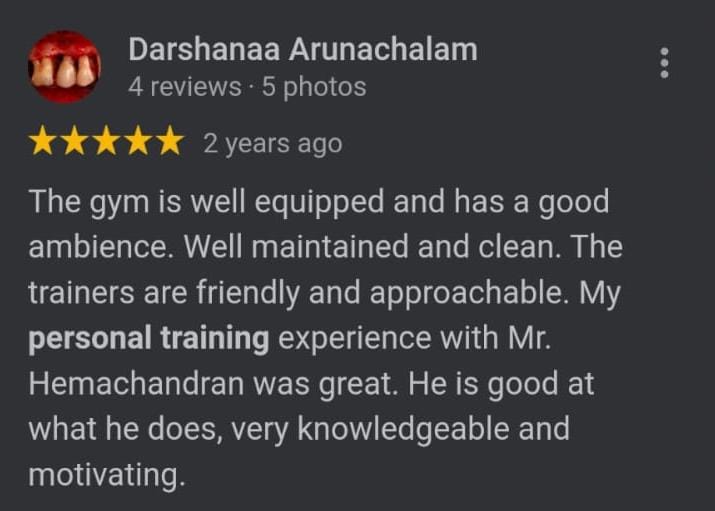 Darshanaa Arunachalam
4 reviews · 5 photos
2 years ago
The gym is well equipped and has a good
ambience. Well maintained and clean. The
trainers are friendly and approachable. My
personal training experience with Mr.
Hemachandran was great. He is good at
what he does, very knowledgeable and
motivating.